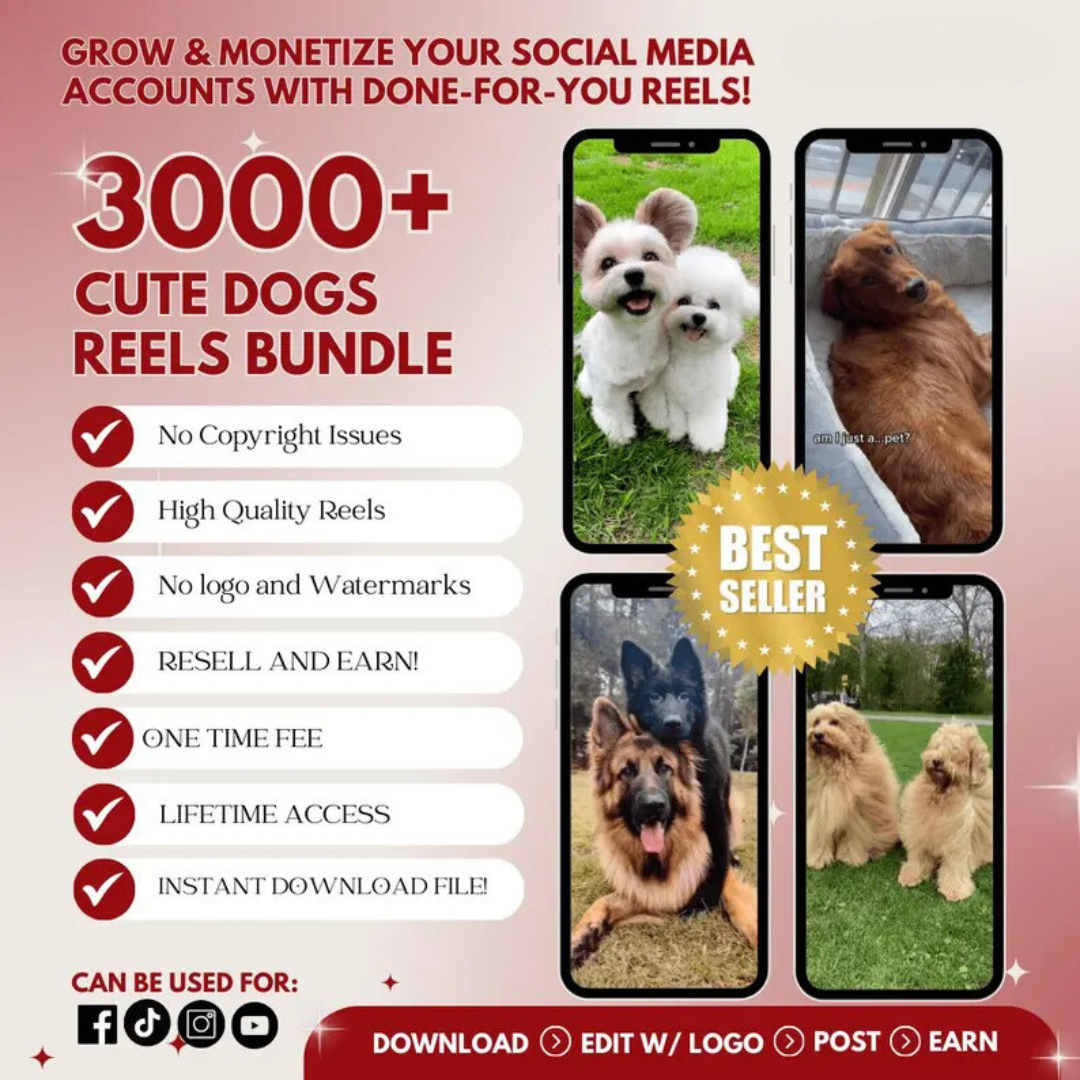 GROW & MONETIZE YOUR SOCIAL MEDIA
ACCOUNTS WITH DONE-FOR-YOU REELS!
3000+
CUTE DOGS
REELS BUNDLE
No Copyright Issues
High Quality Reels
No logo and Watermarks
RESELL AND EARN!
ONE TIME FEE
LIFETIME ACCESS
INSTANT DOWNLOAD FILE!
am I just a...pet?
BEST
SELLER
CAN BE USED FOR:
DOWNLOAD > EDIT W/ LOGO > POST > EARN